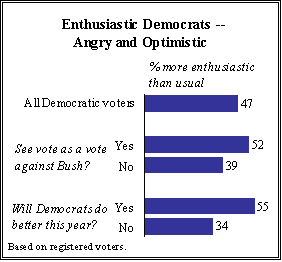 Enthusiastic Democrats --
Angry and Optimistic
% more enthusiastic
than usual
All Democratic voters 47
See vote as a vote
against Bush?
Yes 52
No 39
Will Democrats do
better this year?
Yes 55
No 34
Based on registered voters.